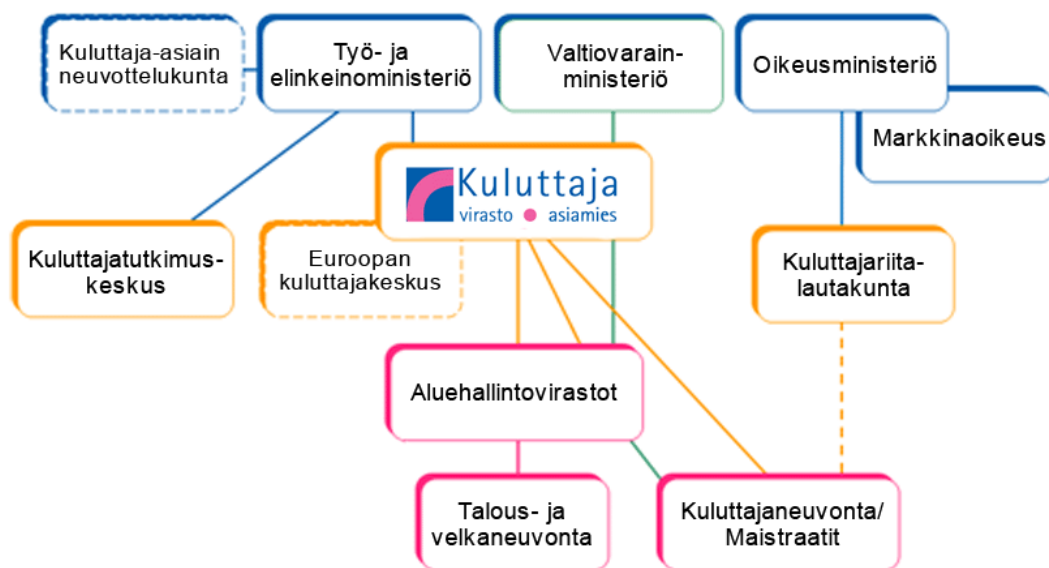 Kuluttaja-asiain
neuvottelukunta
Työ- ja
elinkeinoministeriö
Valtiovarain-
ministeriö
Oikeusministeriö
Markkinaoikeus
Kuluttaja
virasto asiamies
Kuluttajatutkimus-
keskus
Euroopan
kuluttajakeskus
Kuluttajariita-
lautakunta
Aluehallintovirastot
Talous- ja
velkaneuvonta
Kuluttajaneuvonta/
Maistraatit